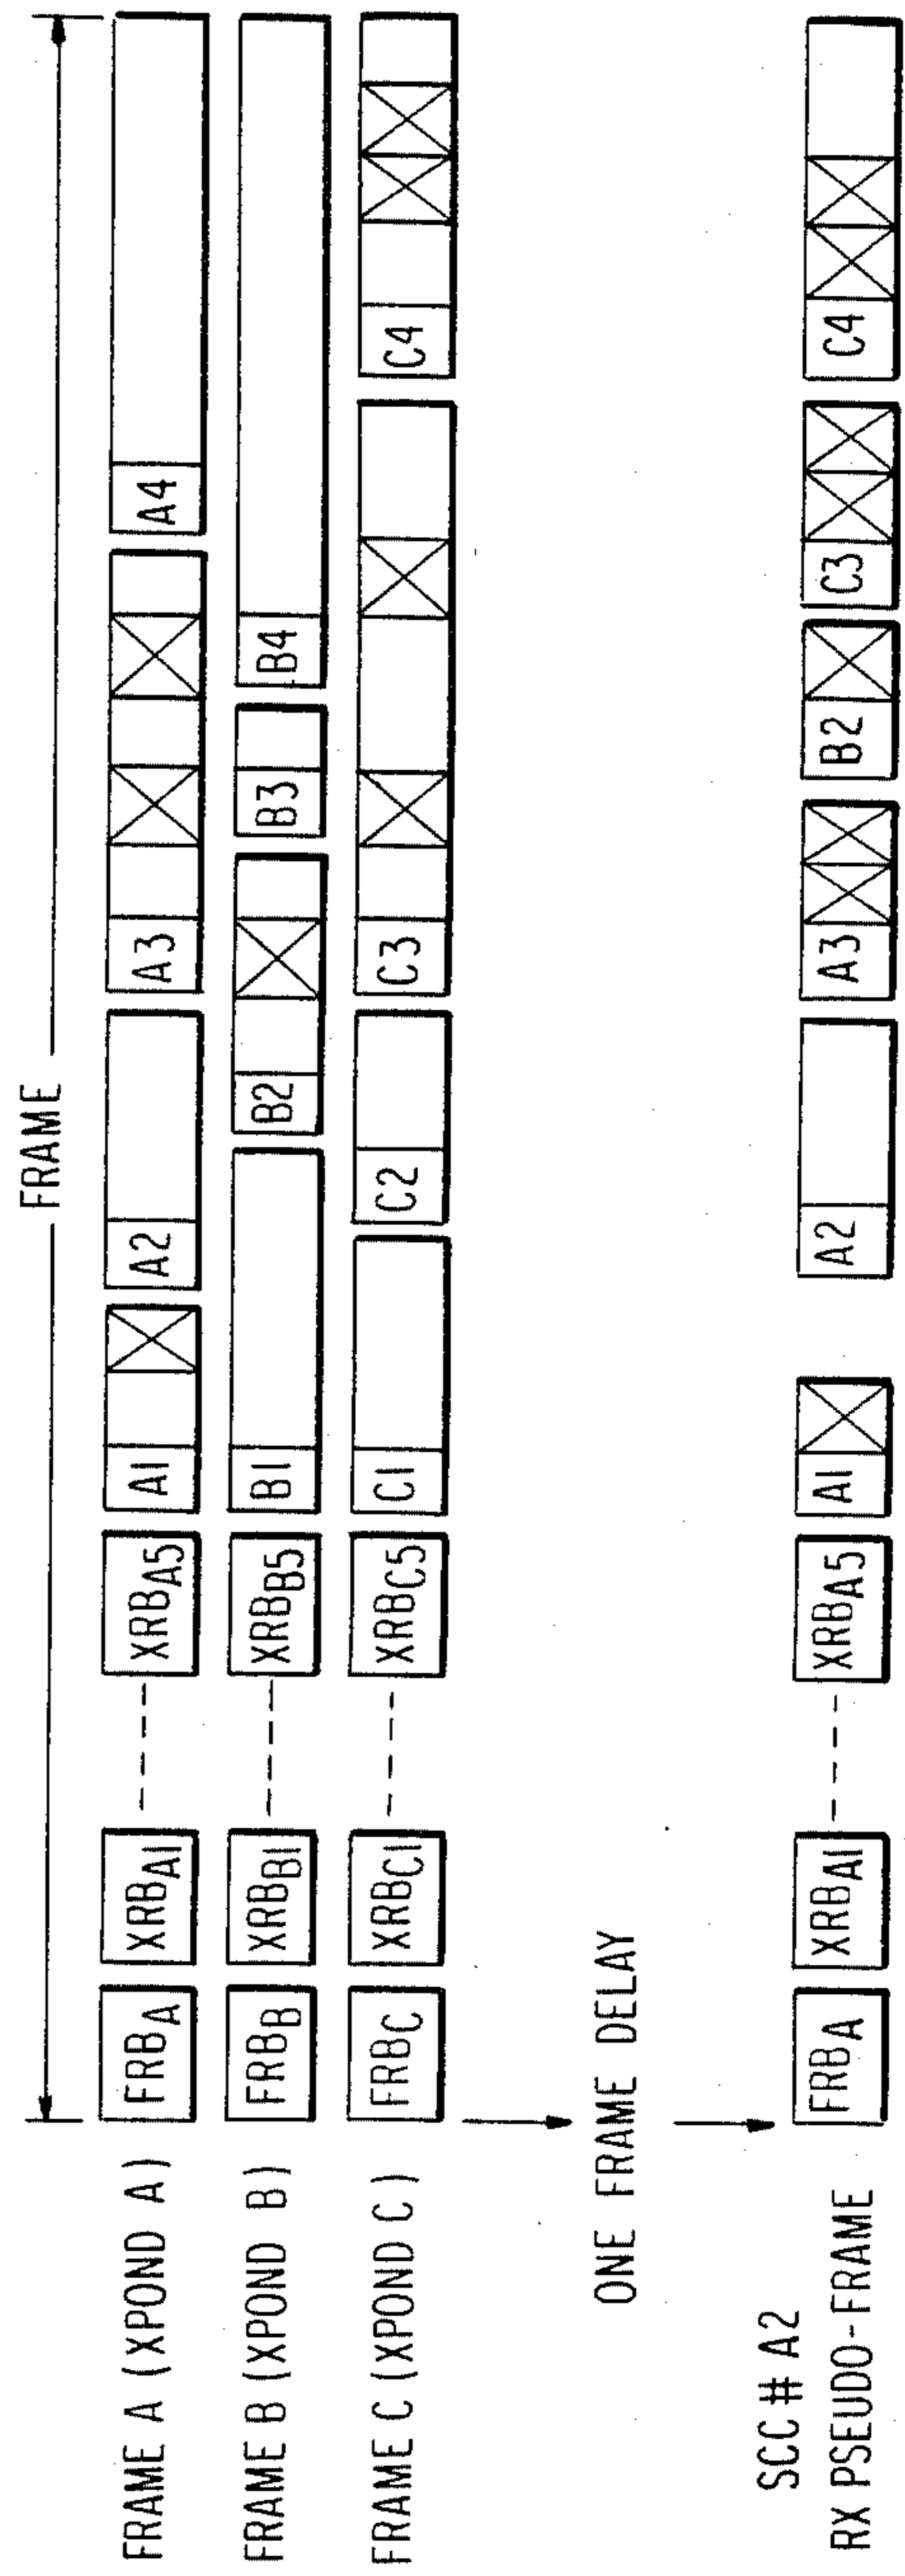 FRAME
FRAME A (XPOND A) FRB_A XRB_A1 ---- XRB_A5 A1 A2 A3 A4
FRAME B (XPOND B) FRB_B XRB_B1 ---- XRB_B5 B1 B2 B3 B4
FRAME C (XPOND C) FRB_C XRB_C1 ---- XRB_C5 C1 C2 C3 C4
ONE FRAME DELAY
SCC # A2
RX PSEUDO-FRAME FRB_A XRB_A1 ---- XRB_A5 A1 A2 A3 B2 C3 C4